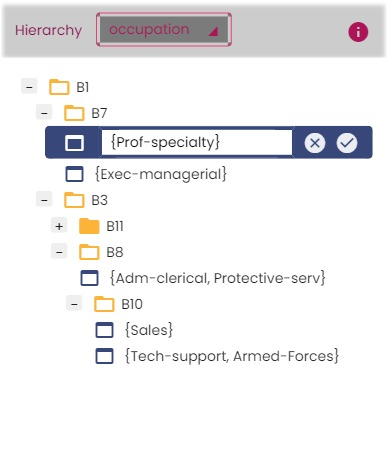 Hierarchy occupation i
- B1
- B7
{Prof-specialty}
{Exec-managerial}
- B3
+ B11
- B8
{Adm-clerical, Protective-serv}
- B10
{Sales}
{Tech-support, Armed-Forces}